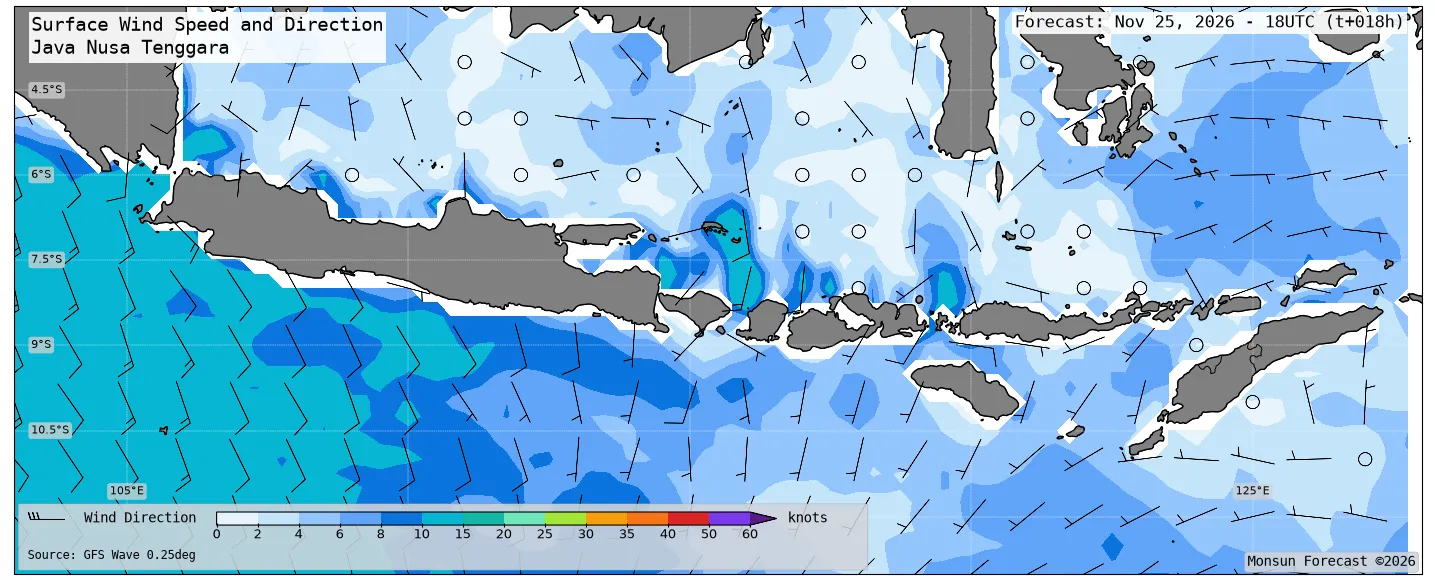 Surface Wind Speed and Direction
Java Nusa Tenggara
Forecast: Nov 25, 2026 - 18UTC (t+018h)
4.5°S
6°S
7.5°S
9°S
10.5°S
105°E
125°E
Wind Direction
0 2 4 6 8 10 15 20 25 30 35 40 50 60
knots
Source: GFS Wave 0.25deg
Monsun Forecast ©2026